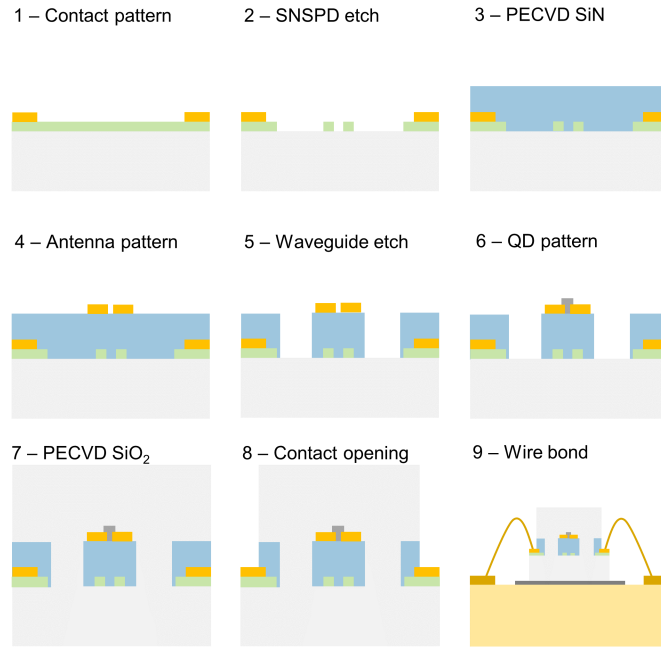 1 – Contact pattern
2 – SNSPD etch
3 – PECVD SiN
4 – Antenna pattern
5 – Waveguide etch
6 – QD pattern
7 – PECVD SiO₂
8 – Contact opening
9 – Wire bond